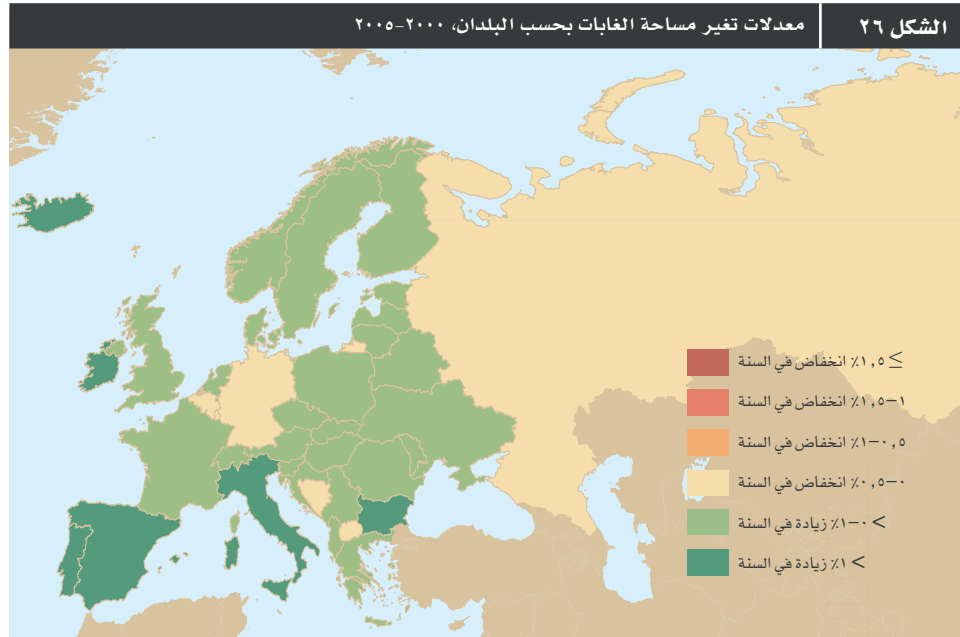 الشكل ٢٦
معدلات تغير مساحة الغابات بحسب البلدان، ٢٠٠٠-٢٠٠٥
≥ ١,٥٪ انخفاض في السنة
١-١,٥٪ انخفاض في السنة
٠,٥-١٪ انخفاض في السنة
٠-٠,٥٪ انخفاض في السنة
>٠-١٪ زيادة في السنة
>١٪ زيادة في السنة